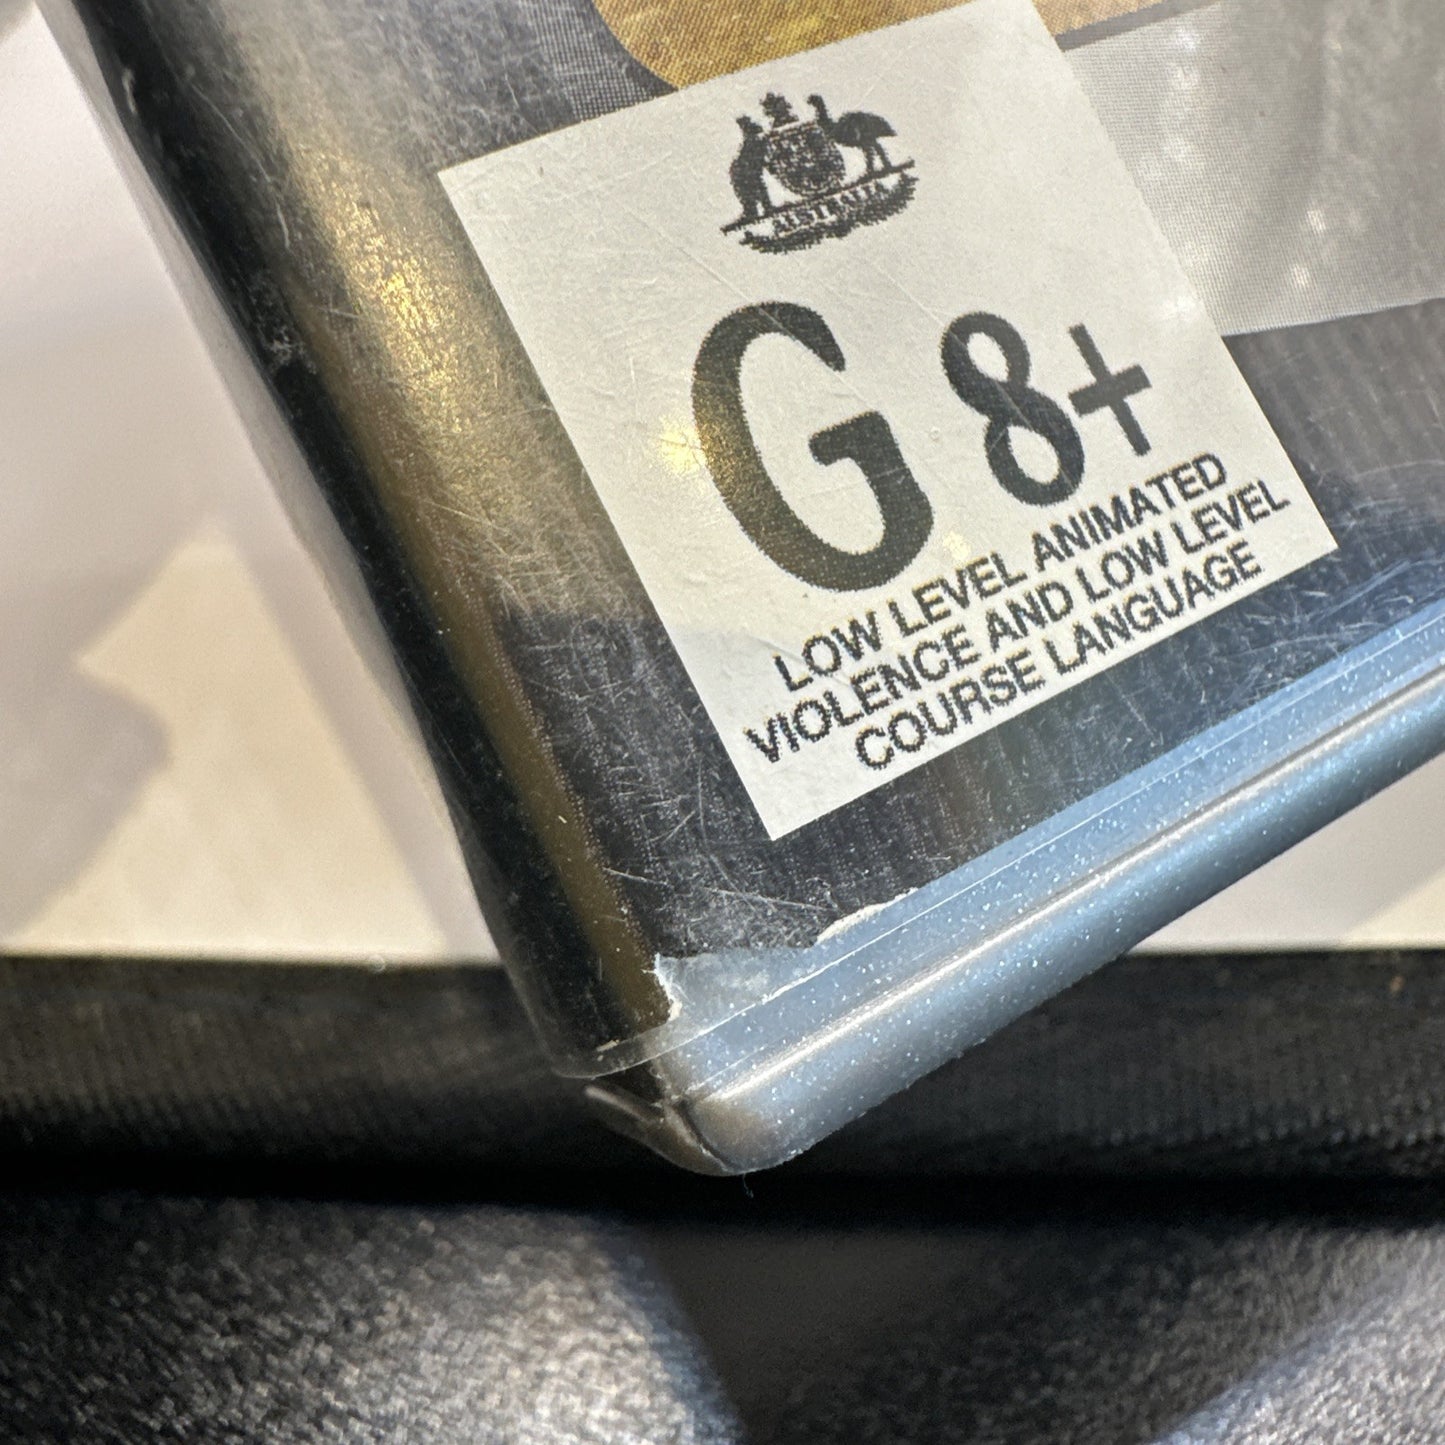 AUSTRALIA
G 8+
LOW LEVEL ANIMATED
VIOLENCE AND LOW LEVEL
COURSE LANGUAGE